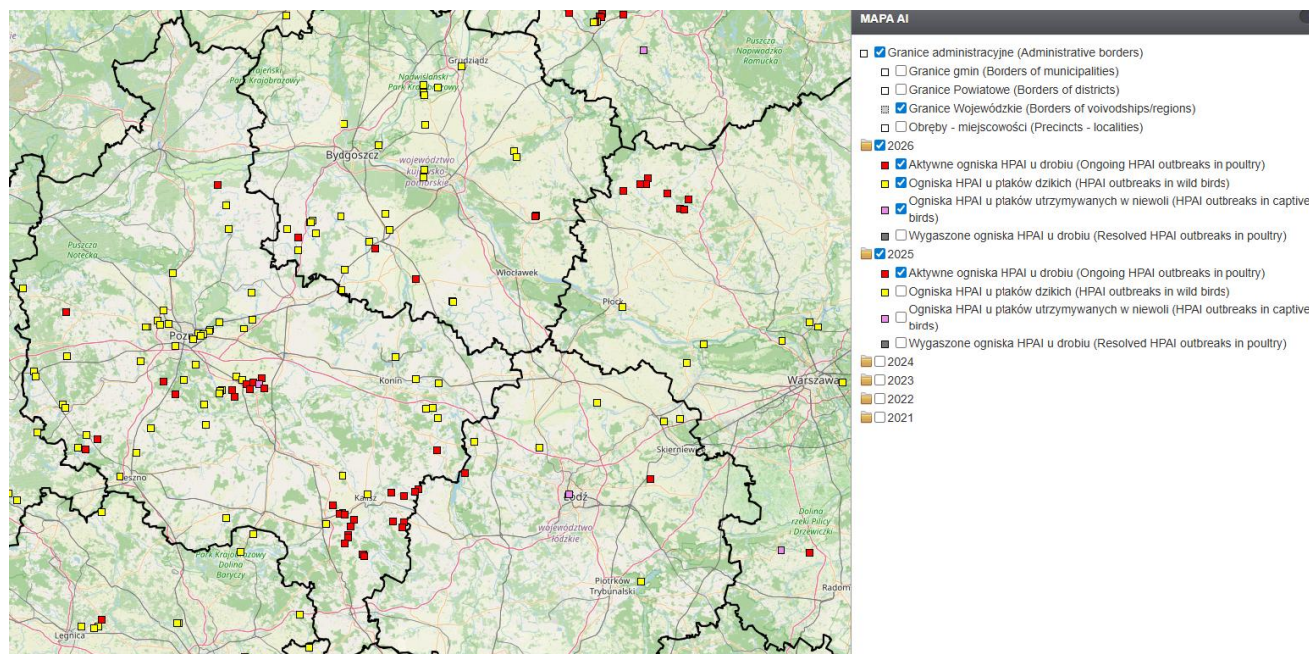 Grudziądz
Krajeński
Park Krajobrazowy
Nadwiślański
Park Krajobrazowy
Puszcza
Napiwodzko
Ramucka
Bydgoszcz
województwo
kujawsko-
pomorskie
Puszcza
Notecka
Włocławek
Płock
Konin
Warszawa
Leszno
Kalisz
Skierniewice
Łódź
województwo
łódzkie
Dolina
rzeki Pilicy
i Drzewiczki
Park Krajobrazowy
Dolina
Baryczy
Piotrków
Trybunalski
Radom
Legnica
MAPA AI
Granice administracyjne (Administrative borders)
Granice gmin (Borders of municipalities)
Granice Powiatowe (Borders of districts)
Granice Wojewódzkie (Borders of voivodships/regions)
Obręby - miejscowości (Precincts - localities)
2026
Aktywne ogniska HPAI u drobiu (Ongoing HPAI outbreaks in poultry)
Ogniska HPAI u ptaków dzikich (HPAI outbreaks in wild birds)
Ogniska HPAI u ptaków utrzymywanych w niewoli (HPAI outbreaks in captive
birds)
Wygaszone ogniska HPAI u drobiu (Resolved HPAI outbreaks in poultry)
2025
Aktywne ogniska HPAI u drobiu (Ongoing HPAI outbreaks in poultry)
Ogniska HPAI u ptaków dzikich (HPAI outbreaks in wild birds)
Ogniska HPAI u ptaków utrzymywanych w niewoli (HPAI outbreaks in captive
birds)
Wygaszone ogniska HPAI u drobiu (Resolved HPAI outbreaks in poultry)
2024
2023
2022
2021